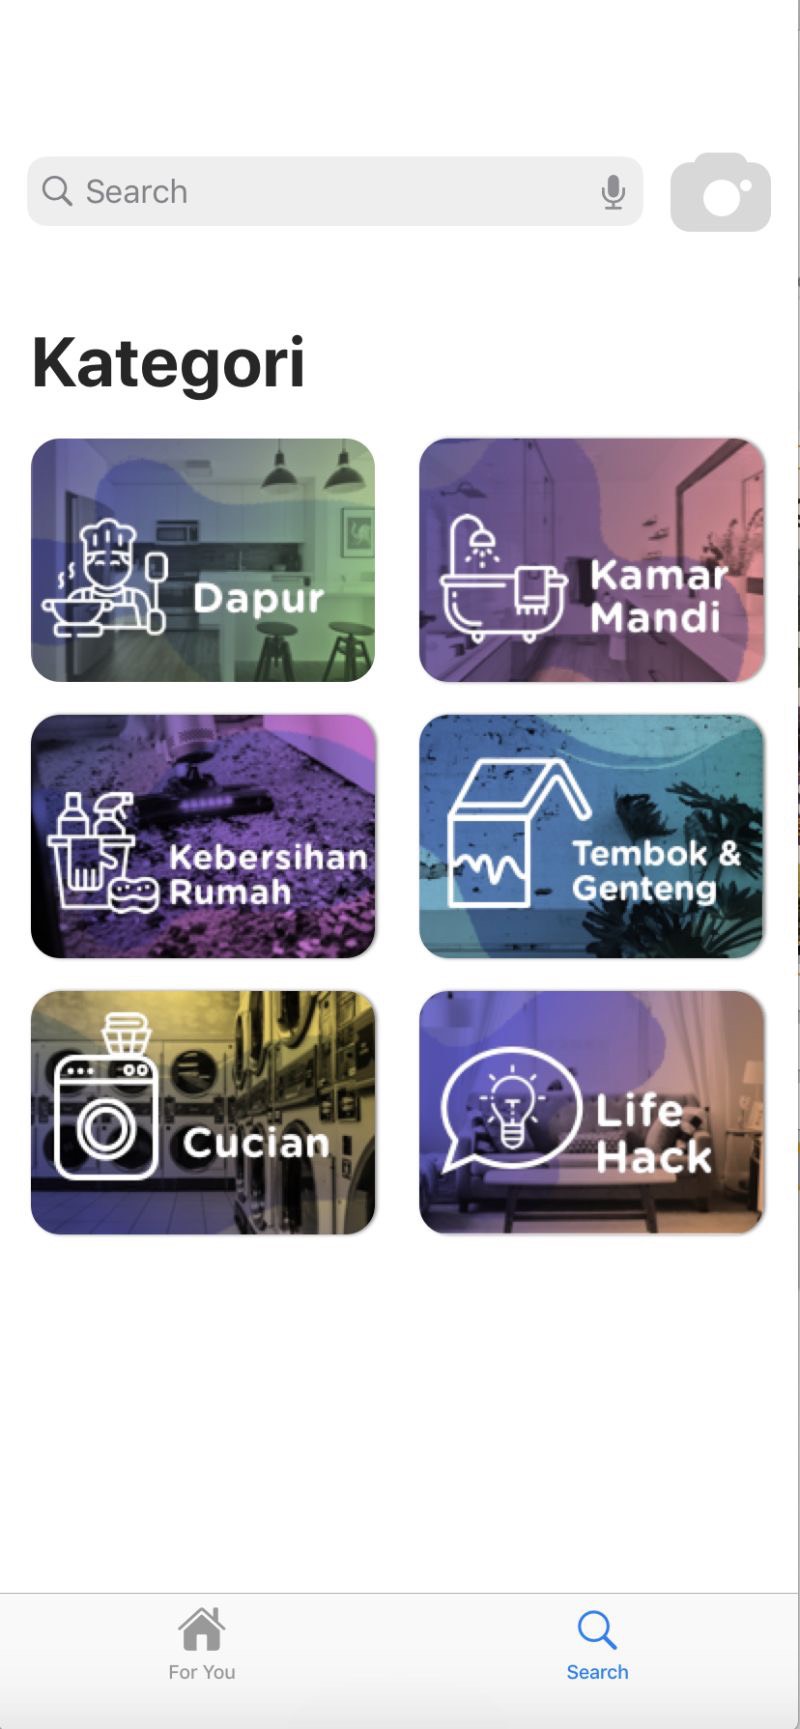 Search
Kategori
Dapur
Kamar
Mandi
Kebersihan
Rumah
Tembok &
Genteng
Cucian
Life
Hack
For You
Search